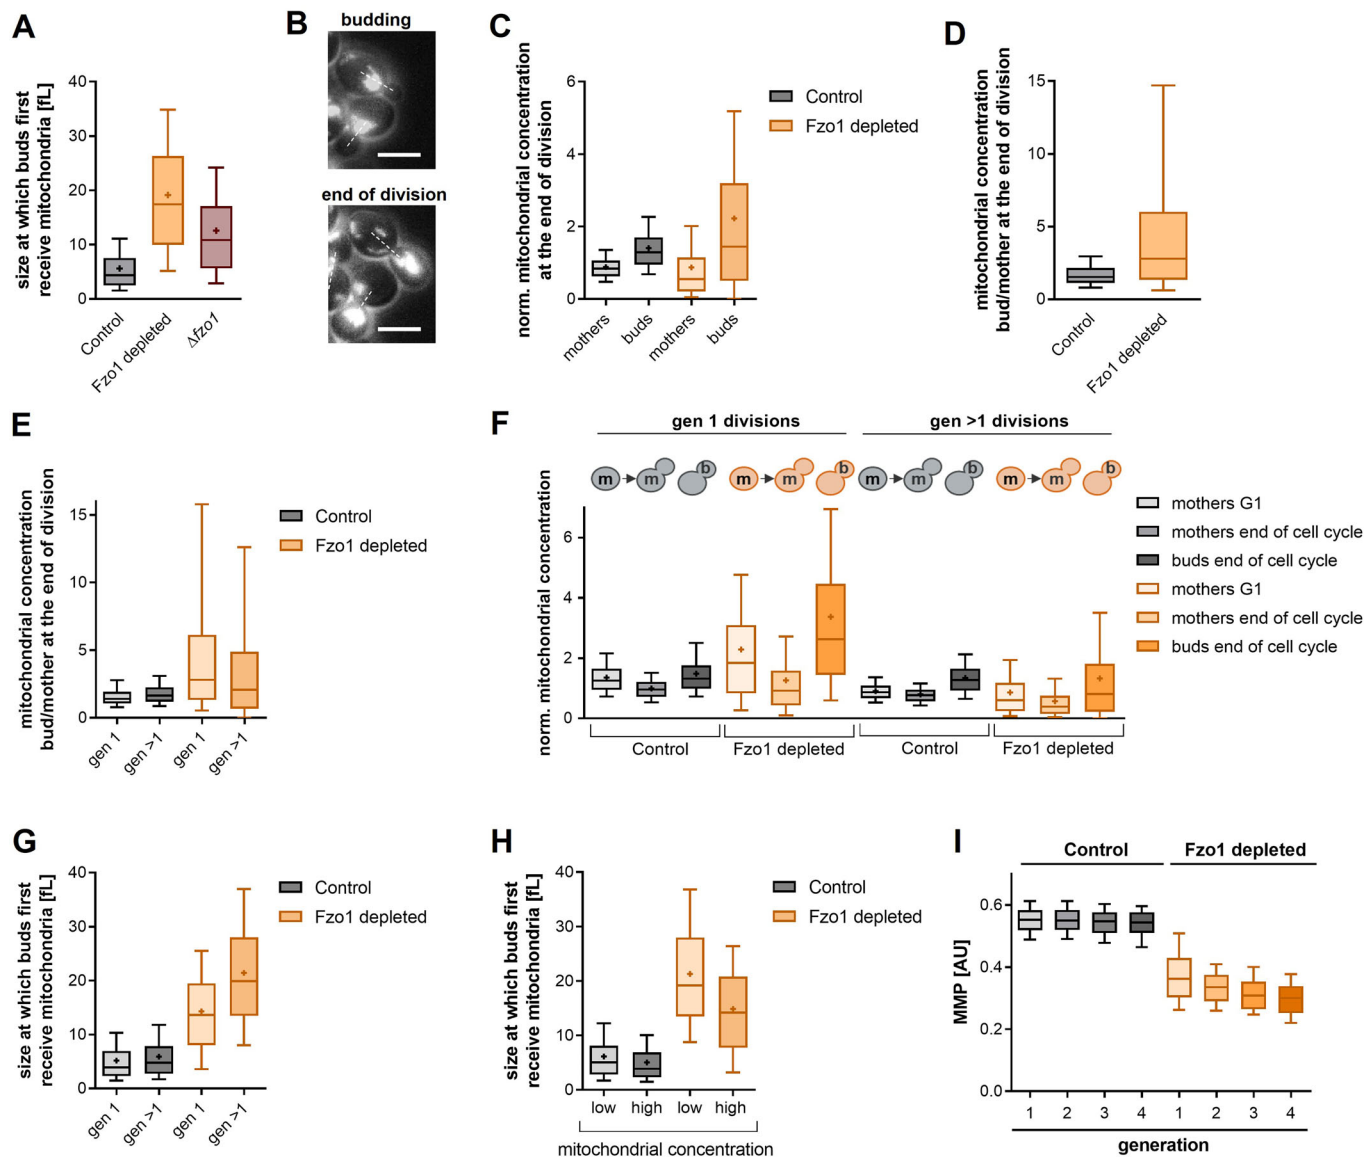 A
size at which buds first
receive mitochondria [fL]
40
30
20
10
0
Control
Fzo1 depleted
Δfzo1
B
budding
end of division
C
norm. mitochondrial concentration
at the end of division
6
4
2
0
mothers
buds
mothers
buds
Control
Fzo1 depleted
D
mitochondrial concentration
bud/mother at the end of division
15
10
5
0
Control
Fzo1 depleted
E
mitochondrial concentration
bud/mother at the end of division
15
10
5
0
gen 1
gen >1
gen 1
gen >1
Control
Fzo1 depleted
F
gen 1 divisions
gen >1 divisions
m m b m m b m m b m m b
norm. mitochondrial concentration
6
4
2
0
Control
Fzo1 depleted
Control
Fzo1 depleted
mothers G1
mothers end of cell cycle
buds end of cell cycle
mothers G1
mothers end of cell cycle
buds end of cell cycle
G
size at which buds first
receive mitochondria [fL]
40
30
20
10
0
gen 1
gen >1
gen 1
gen >1
Control
Fzo1 depleted
H
size at which buds first
receive mitochondria [fL]
40
30
20
10
0
low high low high
mitochondrial concentration
Control
Fzo1 depleted
I
Control
Fzo1 depleted
MMP [AU]
0.6
0.4
0.2
0.0
1 2 3 4 1 2 3 4
generation